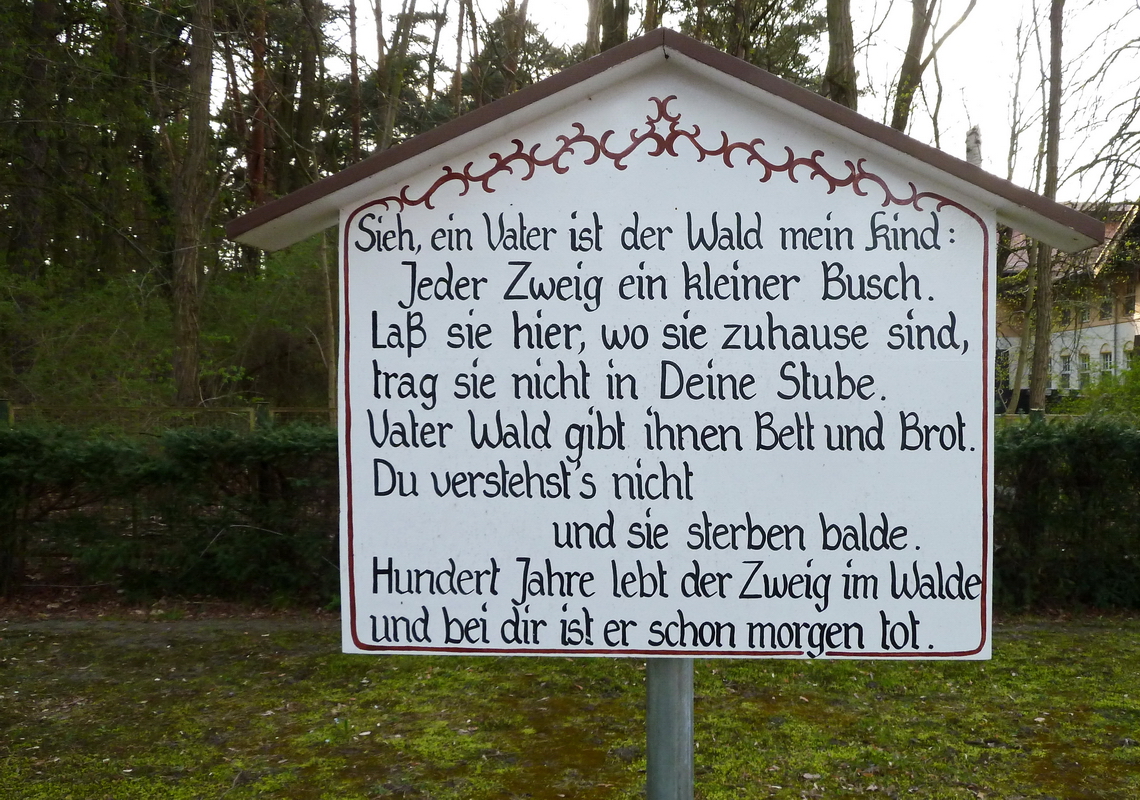 Sieh, ein Vater ist der Wald mein Kind:
Jeder Zweig ein kleiner Busch.
Laß sie hier, wo sie zuhause sind,
trag sie nicht in Deine Stube.
Vater Wald gibt ihnen Bett und Brot.
Du verstehst's nicht
und sie sterben balde.
Hundert Jahre lebt der Zweig im Walde
und bei dir ist er schon morgen tot.